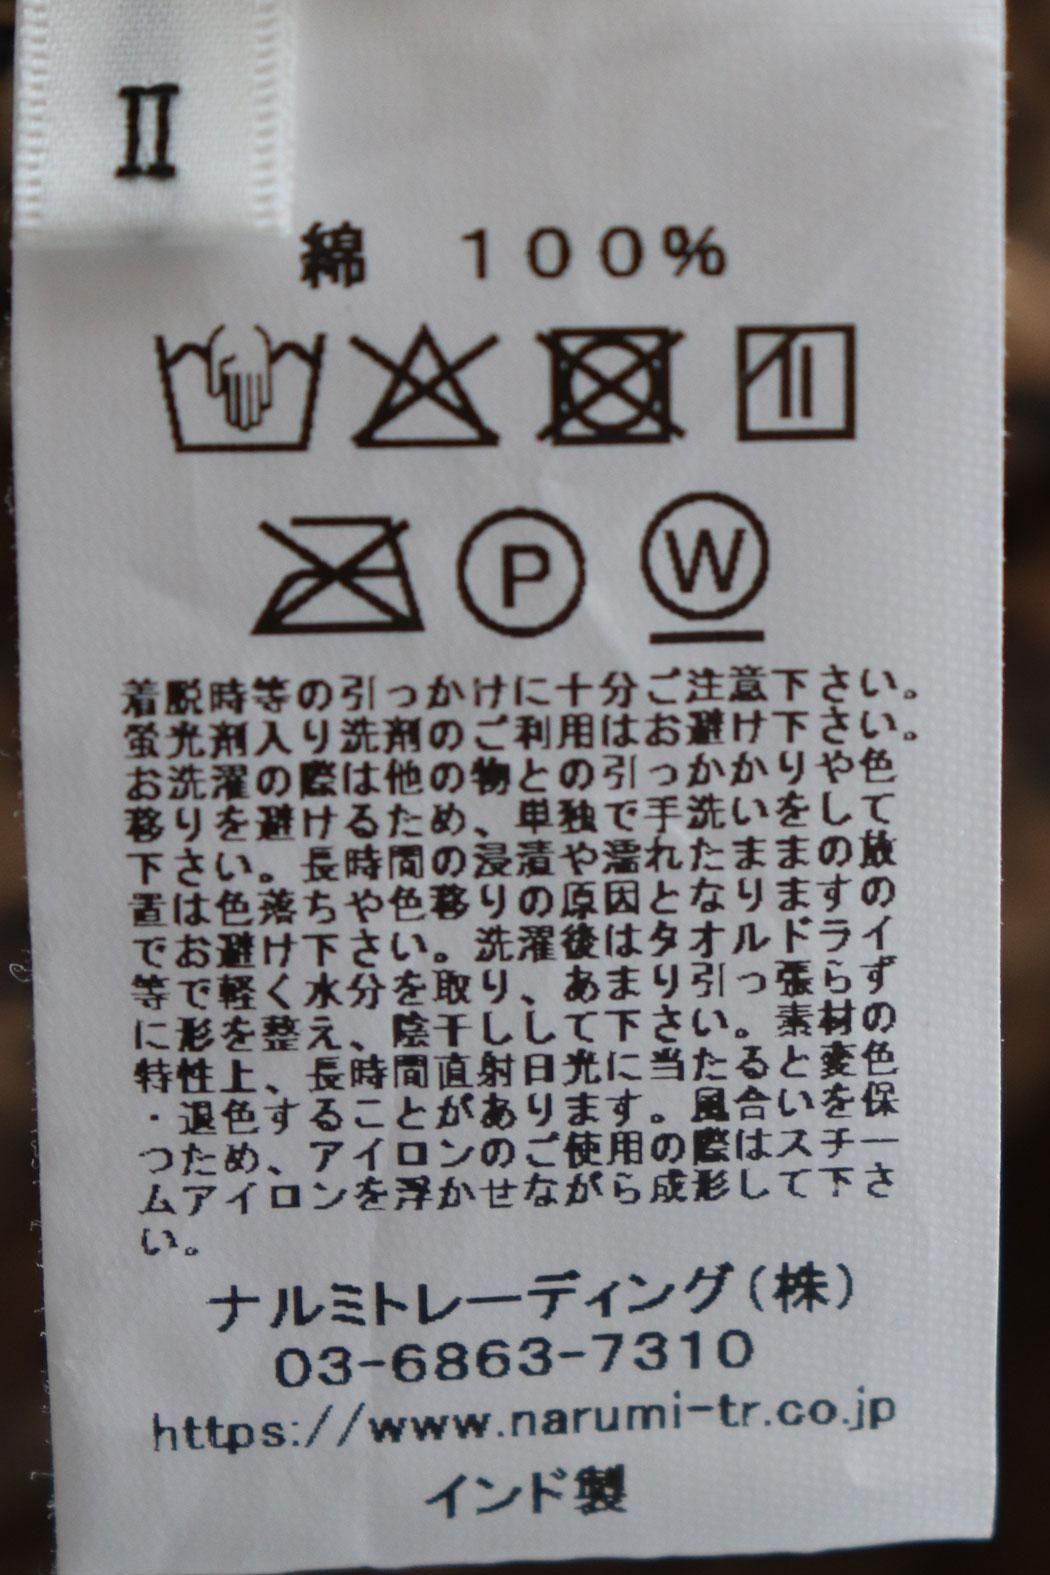 II
綿 100%
P
W
着脱時等の引っかけに十分ご注意下さい。
蛍光剤入り洗剤のご利用はお避け下さい。
お洗濯の際は他の物との引っかかりや色
移りを避けるため、単独で手洗いをして
下さい。長時間の浸漬や濡れたままの放
置は色落ちや色移りの原因となりますの
でお避け下さい。洗濯後はタオルドライ
等で軽く水分を取り、あまり引っ張らず
に形を整え、陰干しして下さい。素材の
特性上、長時間直射日光に当たると変色
・退色することがあります。風合いを保
つため、アイロンのご使用の際はスチー
ムアイロンを浮かせながら成形して下さ
い。
ナルミトレーディング(株)
03-6863-7310
https://www.narumi-tr.co.jp
インド製